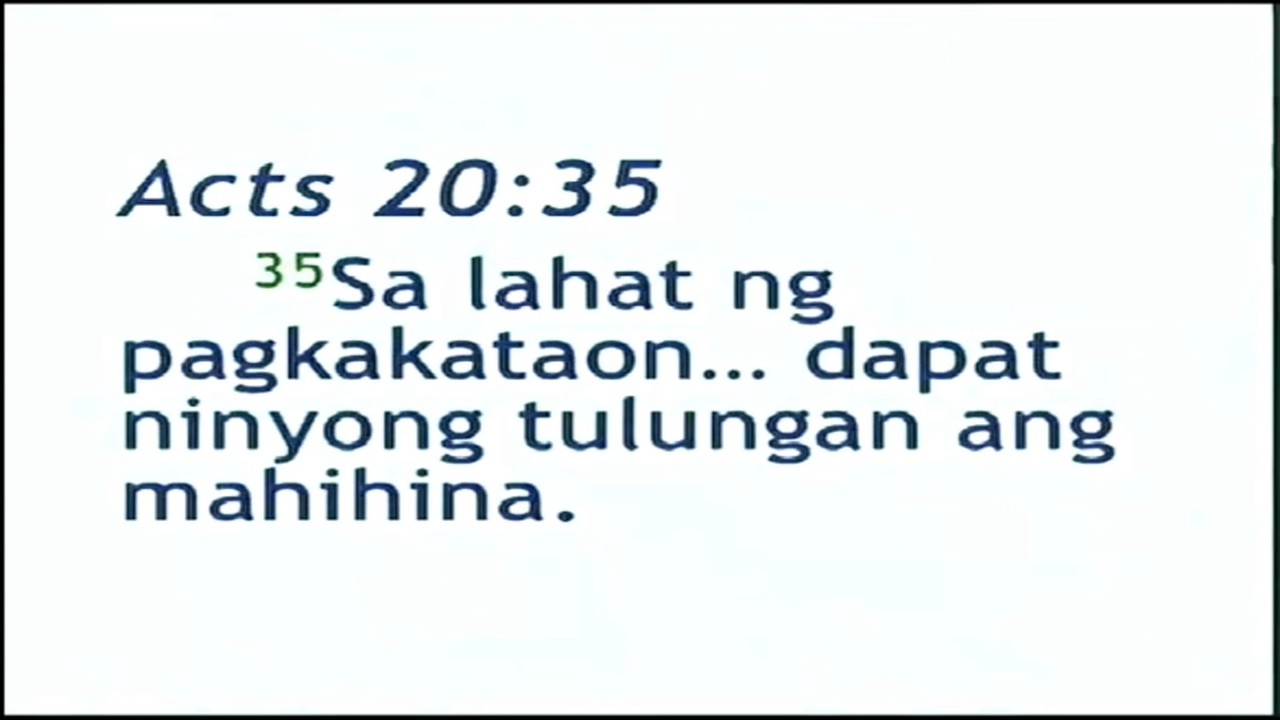 Acts 20:35
35Sa lahat ng
pagkakataon... dapat
ninyong tulungan ang
mahihina.